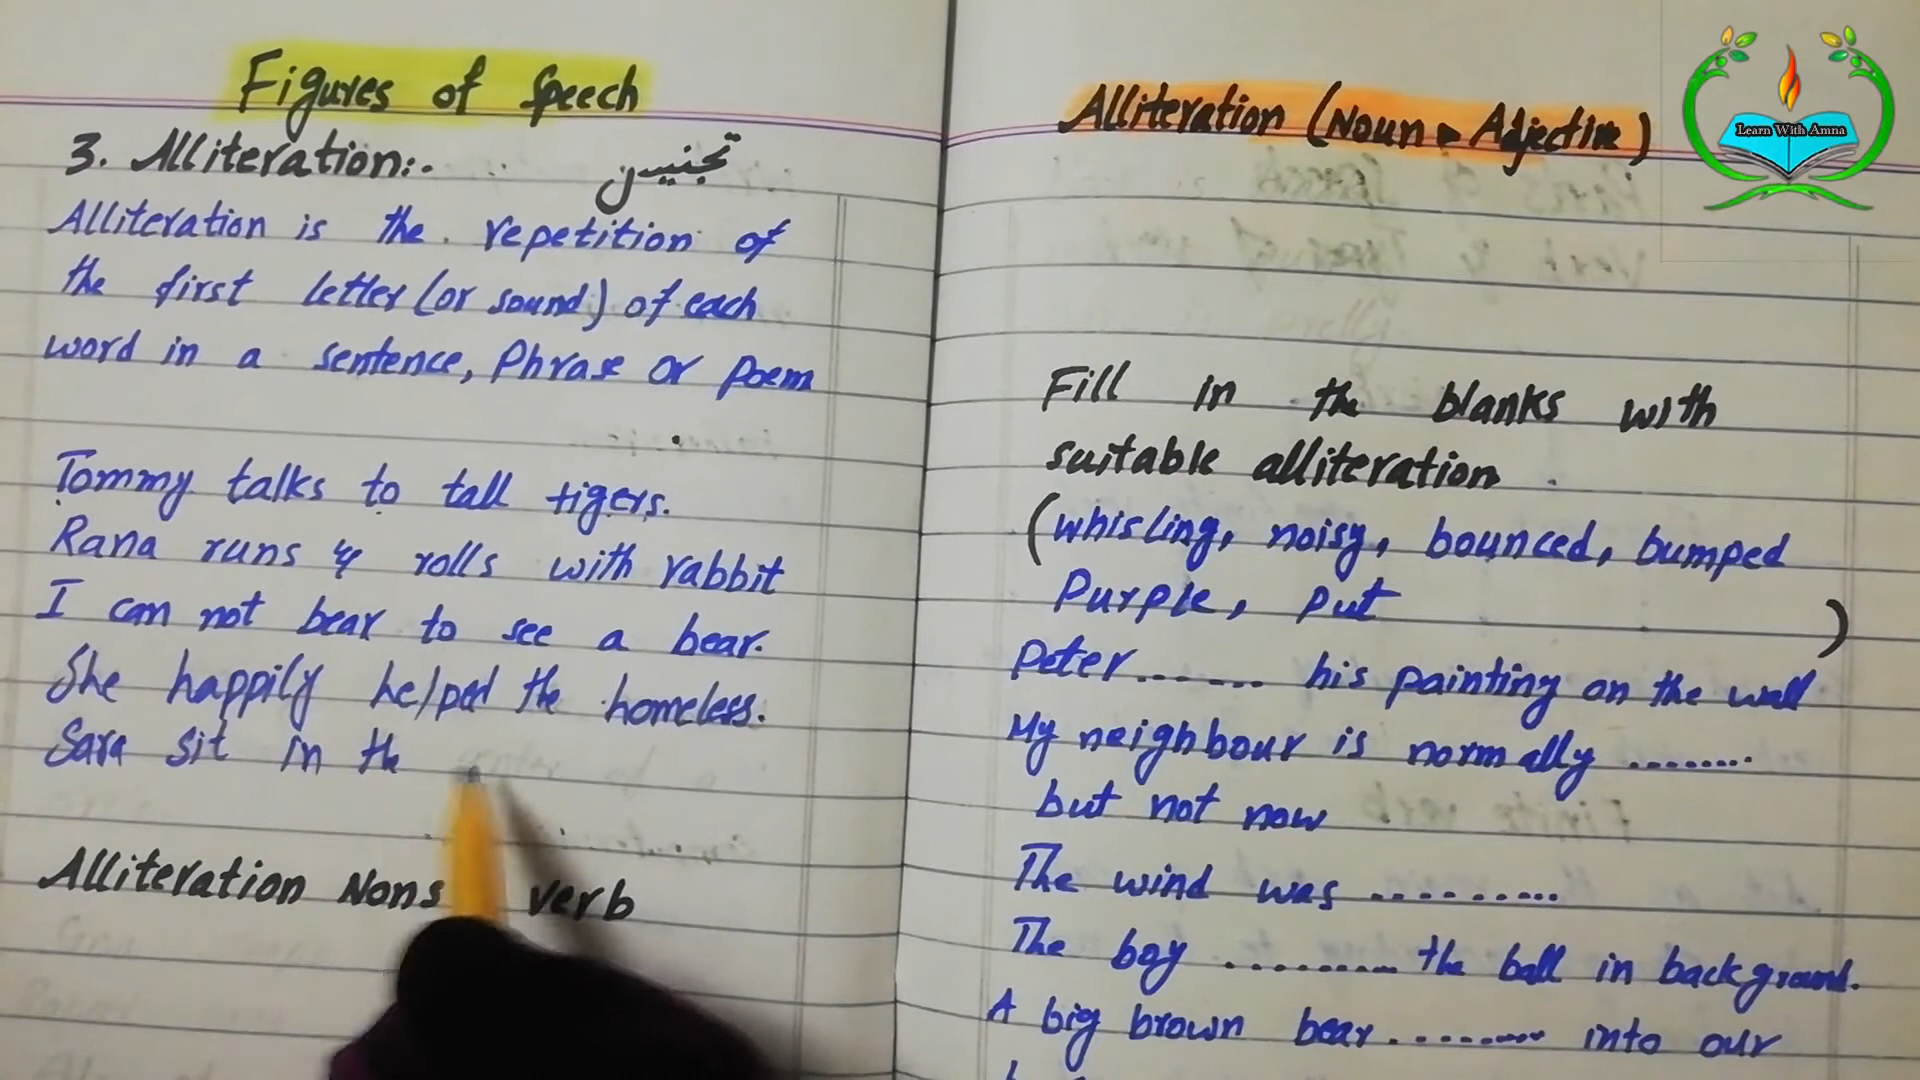 Figures of Speech
3. Alliteration:-. تجنیس
Alliteration is the repetition of
the first letter (or sound) of each
word in a sentence, Phrase or poem
Tommy talks to tall tigers.
Rana runs & rolls with rabbit
I can not bear to see a bear.
She happily helped the homeless.
Sara sit in the
Alliteration Nons verb
Alliteration (Noun Adjective)
Learn With Amna
Fill in the blanks with
suitable alliteration.
(whisling, noisy, bounced, bumped
Purple, put )
Peter....... his painting on the wall
My neighbour is normally ........
but not now
The wind was ..........
The boy .......... the ball in background.
A big brown bear.......... into our